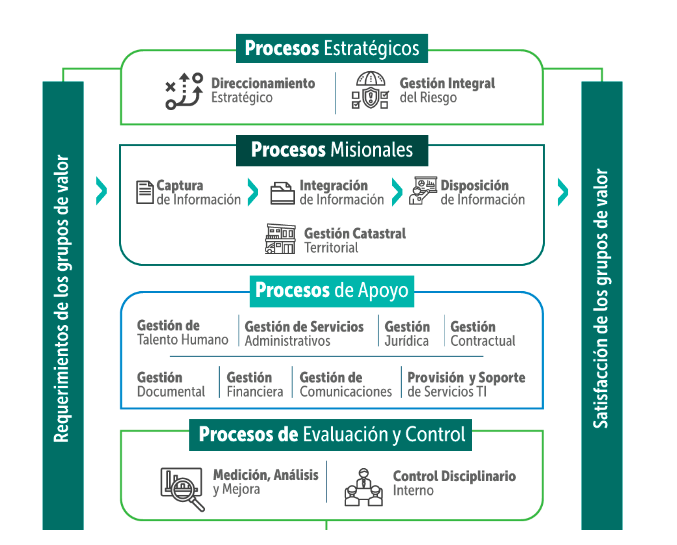 Procesos Estratégicos
Direccionamiento
Estratégico
Gestión Integral
del Riesgo
Requerimientos de los grupos de valor
Procesos Misionales
Captura
de Información
Integración
de Información
Disposición
de Información
Gestión Catastral
Territorial
Satisfacción de los grupos de valor
Procesos de Apoyo
Gestión de
Talento Humano
Gestión de Servicios
Administrativos
Gestión
Jurídica
Gestión
Contractual
Gestión
Documental
Gestión
Financiera
Gestión de
Comunicaciones
Provisión y Soporte
de Servicios TI
Procesos de Evaluación y Control
Medición, Análisis
y Mejora
Control Disciplinario
Interno